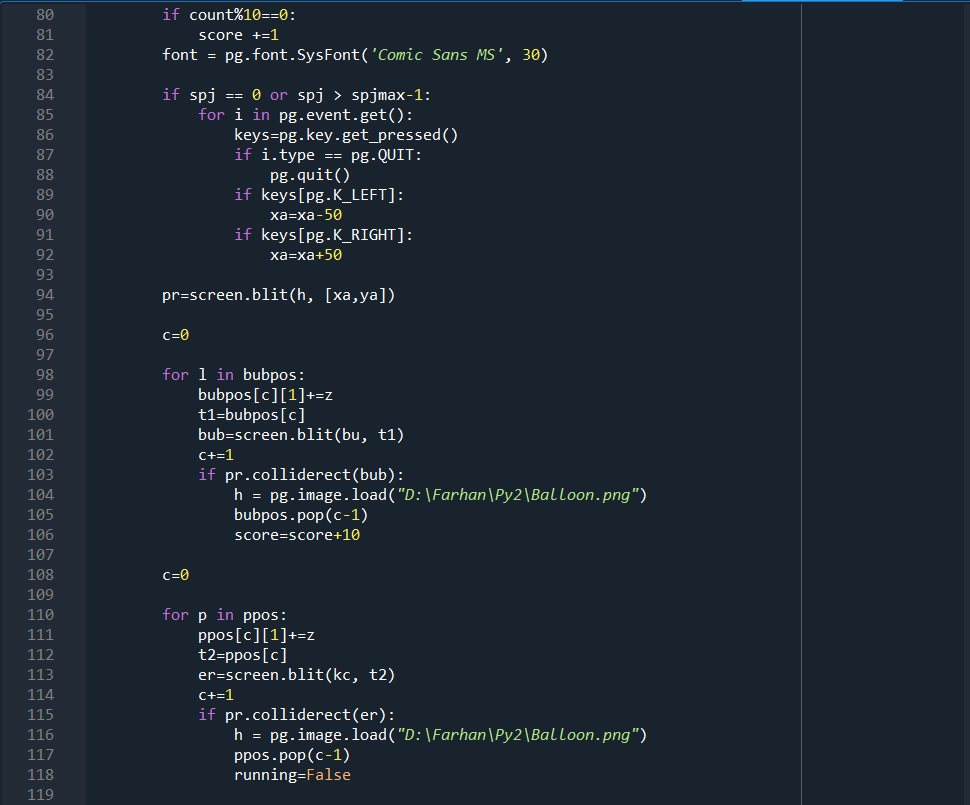 80 if count%10==0:
81 score +=1
82 font = pg.font.SysFont('Comic Sans MS', 30)
83
84 if spj == 0 or spj > spjmax-1:
85 for i in pg.event.get():
86 keys=pg.key.get_pressed()
87 if i.type == pg.QUIT:
88 pg.quit()
89 if keys[pg.K_LEFT]:
90 xa=xa-50
91 if keys[pg.K_RIGHT]:
92 xa=xa+50
93
94 pr=screen.blit(h, [xa,ya])
95
96 c=0
97
98 for l in bubpos:
99 bubpos[c][1]+=z
100 t1=bubpos[c]
101 bub=screen.blit(bu, t1)
102 c+=1
103 if pr.colliderect(bub):
104 h = pg.image.load("D:\Farhan\Py2\Balloon.png")
105 bubpos.pop(c-1)
106 score=score+10
107
108 c=0
109
110 for p in ppos:
111 ppos[c][1]+=z
112 t2=ppos[c]
113 er=screen.blit(kc, t2)
114 c+=1
115 if pr.colliderect(er):
116 h = pg.image.load("D:\Farhan\Py2\Balloon.png")
117 ppos.pop(c-1)
118 running=False
119